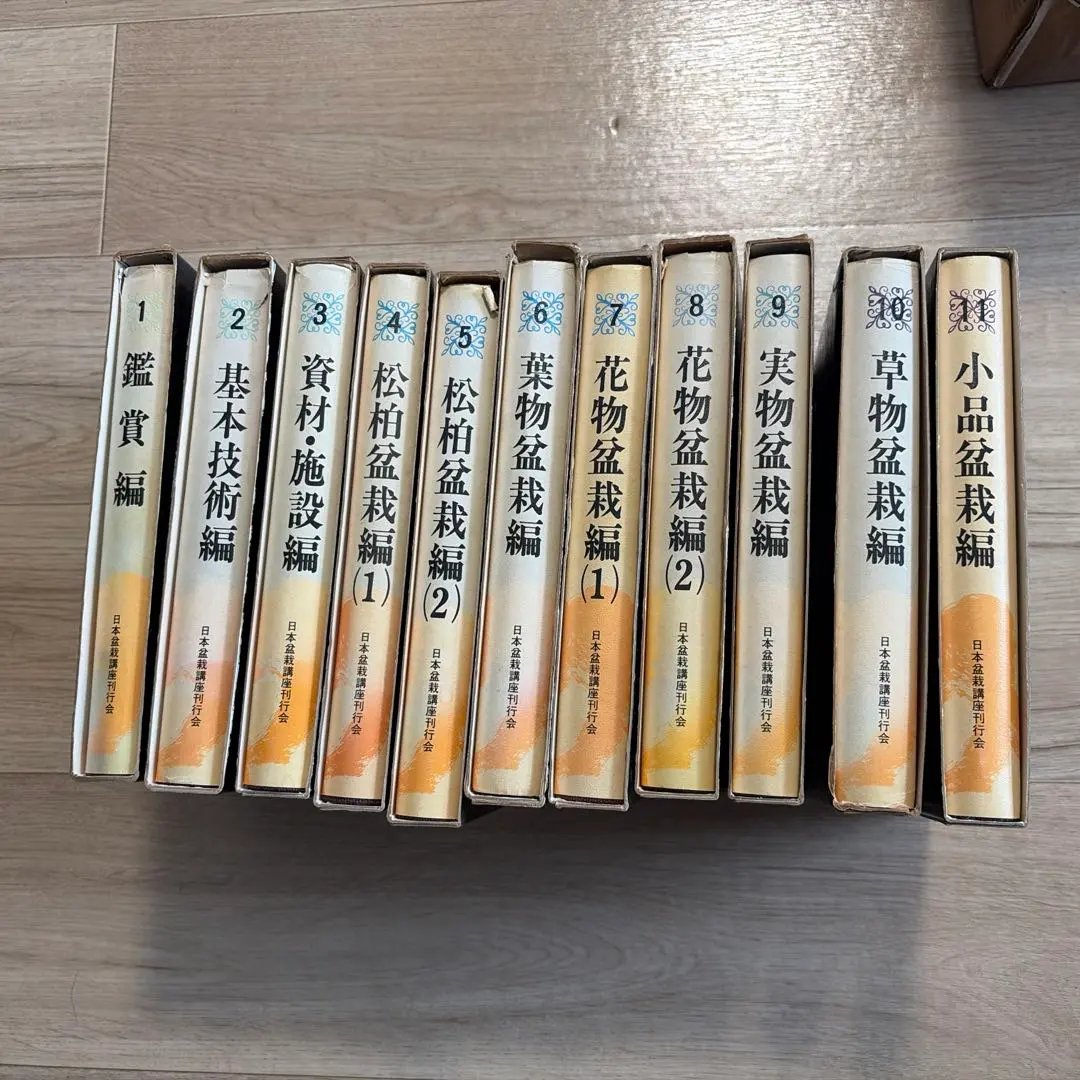 1
鑑賞編
日本盆栽講座刊行会
2
基本技術編
日本盆栽講座刊行会
3
資材・施設編
日本盆栽講座刊行会
4
松柏盆栽編(1)
日本盆栽講座刊行会
5
松柏盆栽編(2)
日本盆栽講座刊行会
6
葉物盆栽編
日本盆栽講座刊行会
7
花物盆栽編(1)
日本盆栽講座刊行会
8
花物盆栽編(2)
日本盆栽講座刊行会
9
実物盆栽編
日本盆栽講座刊行会
10
草物盆栽編
日本盆栽講座刊行会
11
小品盆栽編
日本盆栽講座刊行会